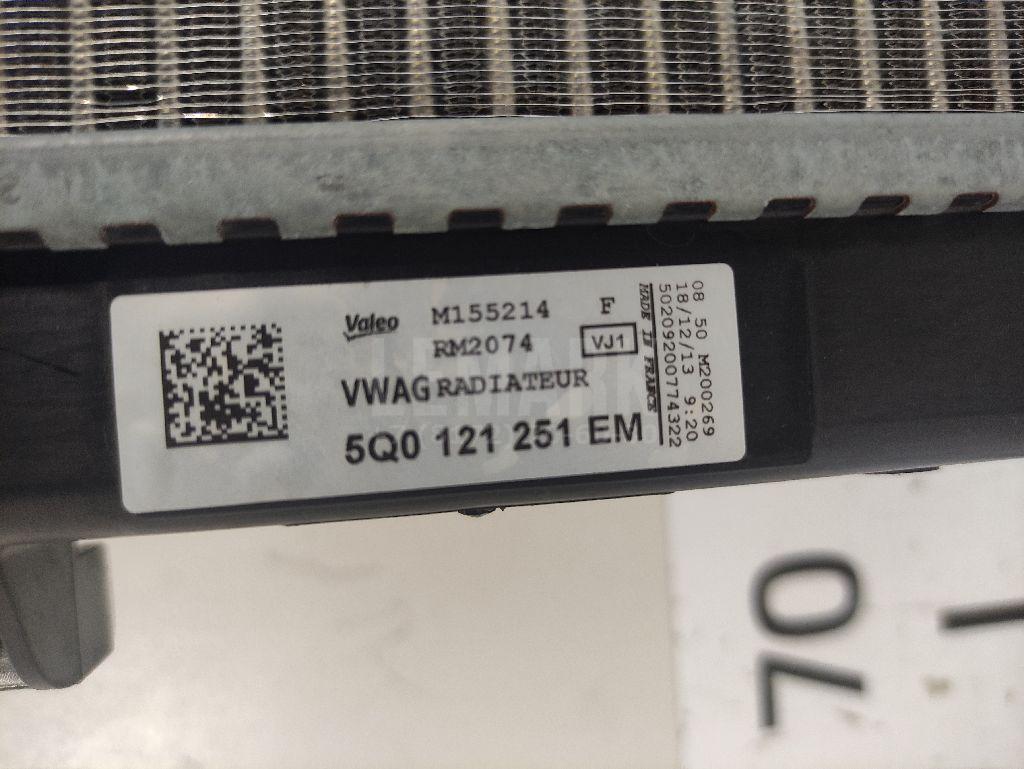 Valeo M155214 F
RM2074 VJ1
VWAG RADIATEUR
5Q0 121 251 EM
MADE IN FRANCE
08 50 M200269
18/12/13 9:20
50209200774322
70